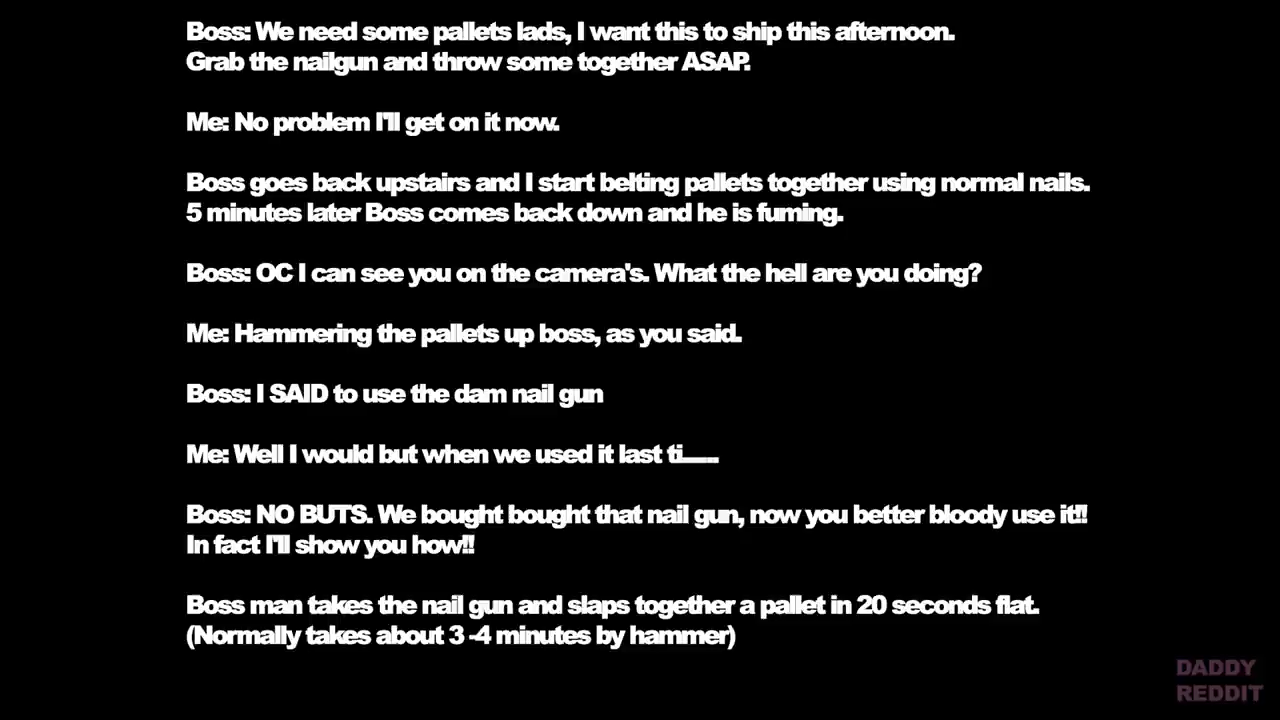 Boss: We need some pallets lads, I want this to ship this afternoon.
Grab the nailgun and throw some together ASAP.
Me: No problem I'll get on it now.
Boss goes back upstairs and I start belting pallets together using normal nails.
5 minutes later Boss comes back down and he is fuming.
Boss: OC I can see you on the camera's. What the hell are you doing?
Me: Hammering the pallets up boss, as you said.
Boss: I SAID to use the dam nail gun
Me: Well I would but when we used it last ti......
Boss: NO BUTS. We bought bought that nail gun, now you better bloody use it!!
In fact I'll show you how!!
Boss man takes the nail gun and slaps together a pallet in 20 seconds flat.
(Normally takes about 3 -4 minutes by hammer)
DADDY
REDDIT